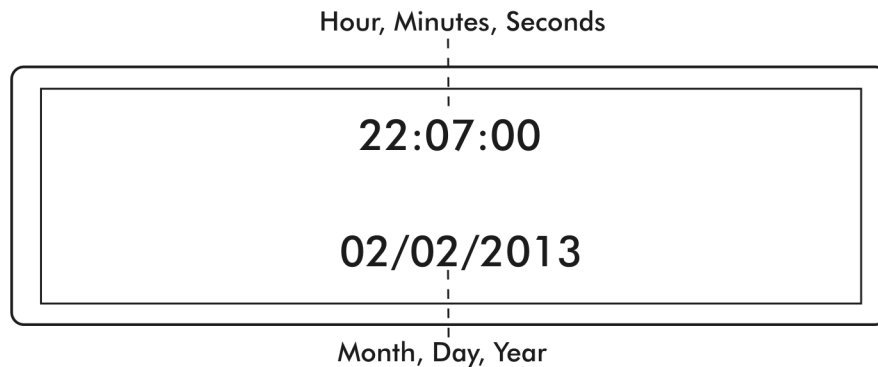 Hour, Minutes, Seconds
22:07:00
02/02/2013
Month, Day, Year